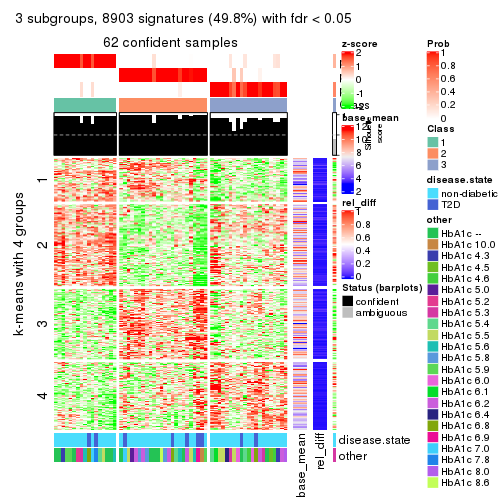 3 subgroups, 8903 signatures (49.8%) with fdr < 0.05
62 confident samples
k-means with 4 groups
1
2
3
4
base_mean
rel_diff
disease.state
other
z-score
2
1
0
-1
-2
base_mean
12
10
8
6
4
2
score
rel_diff
1
0.8
0.6
0.4
0.2
0
Status (barplots)
confident
ambiguous
Prob
1
0.8
0.6
0.4
0.2
0
Class
1
2
3
disease.state
non-diabetic
T2D
other
HbA1c --
HbA1c 10.0
HbA1c 4.3
HbA1c 4.5
HbA1c 4.6
HbA1c 5.0
HbA1c 5.2
HbA1c 5.3
HbA1c 5.4
HbA1c 5.5
HbA1c 5.6
HbA1c 5.8
HbA1c 5.9
HbA1c 6.0
HbA1c 6.1
HbA1c 6.2
HbA1c 6.4
HbA1c 6.8
HbA1c 6.9
HbA1c 7.0
HbA1c 7.8
HbA1c 8.0
HbA1c 8.6